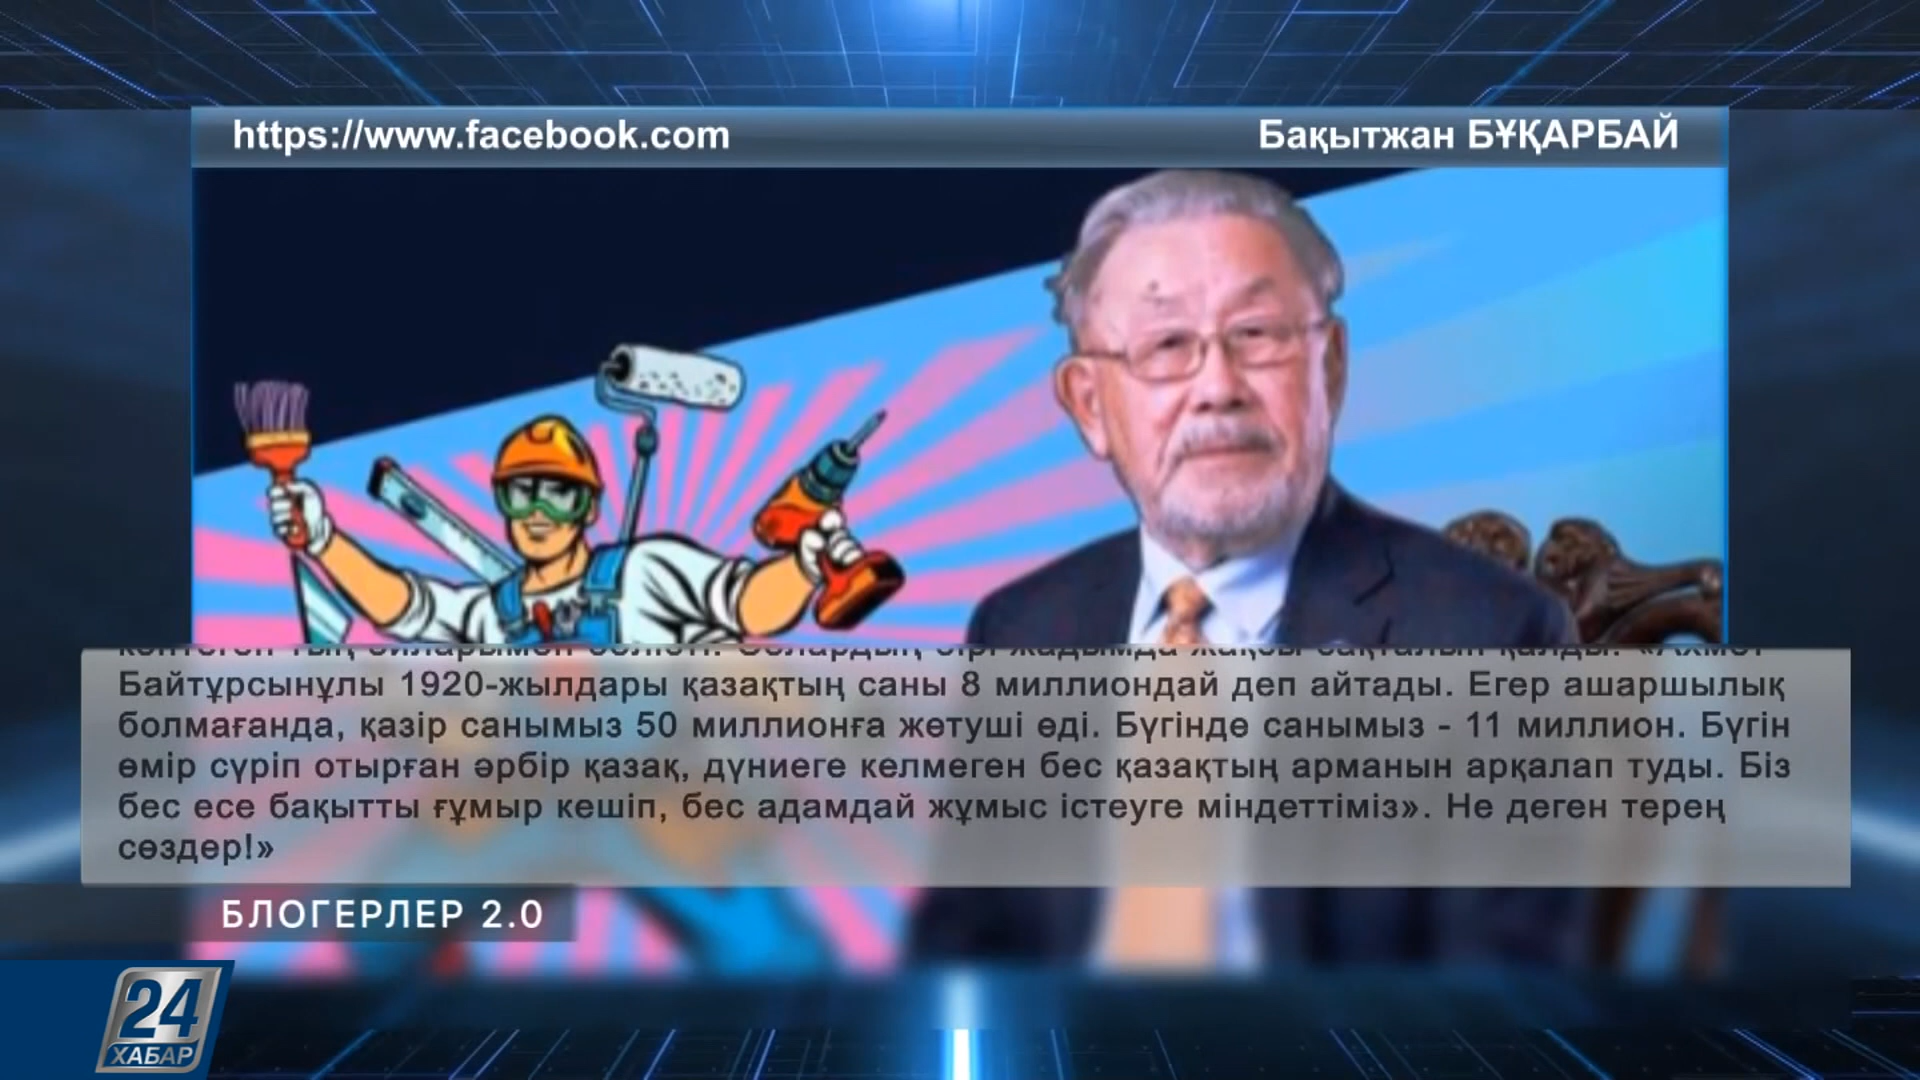 https://www.facebook.com
Бақытжан БҰҚАРБАЙ
Байтұрсынұлы 1920-жылдары қазақтың саны 8 миллиондай деп айтады. Егер ашаршылық
болмағанда, қазір санымыз 50 миллионға жетуші еді. Бүгінде санымыз - 11 миллион. Бүгін
өмір сүріп отырған әрбір қазақ, дүниеге келмеген бес қазақтың арманын арқалап туды. Біз
бес есе бақытты ғұмыр кешіп, бес адамдай жұмыс істеуге міндеттіміз». Не деген терең
сөздер!»
БЛОГЕРЛЕР 2.0
24
ХАБАР